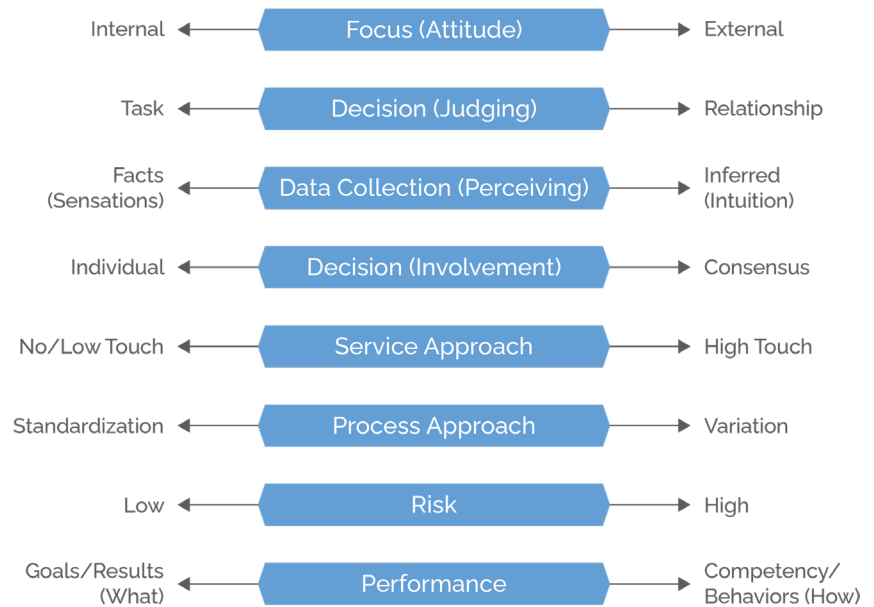 Internal Focus (Attitude) External
Task Decision (Judging) Relationship
Facts
(Sensations)
Data Collection (Perceiving)
Inferred
(Intuition)
Individual Decision (Involvement) Consensus
No/Low Touch Service Approach High Touch
Standardization Process Approach Variation
Low Risk High
Goals/Results
(What)
Performance
Competency/
Behaviors (How)